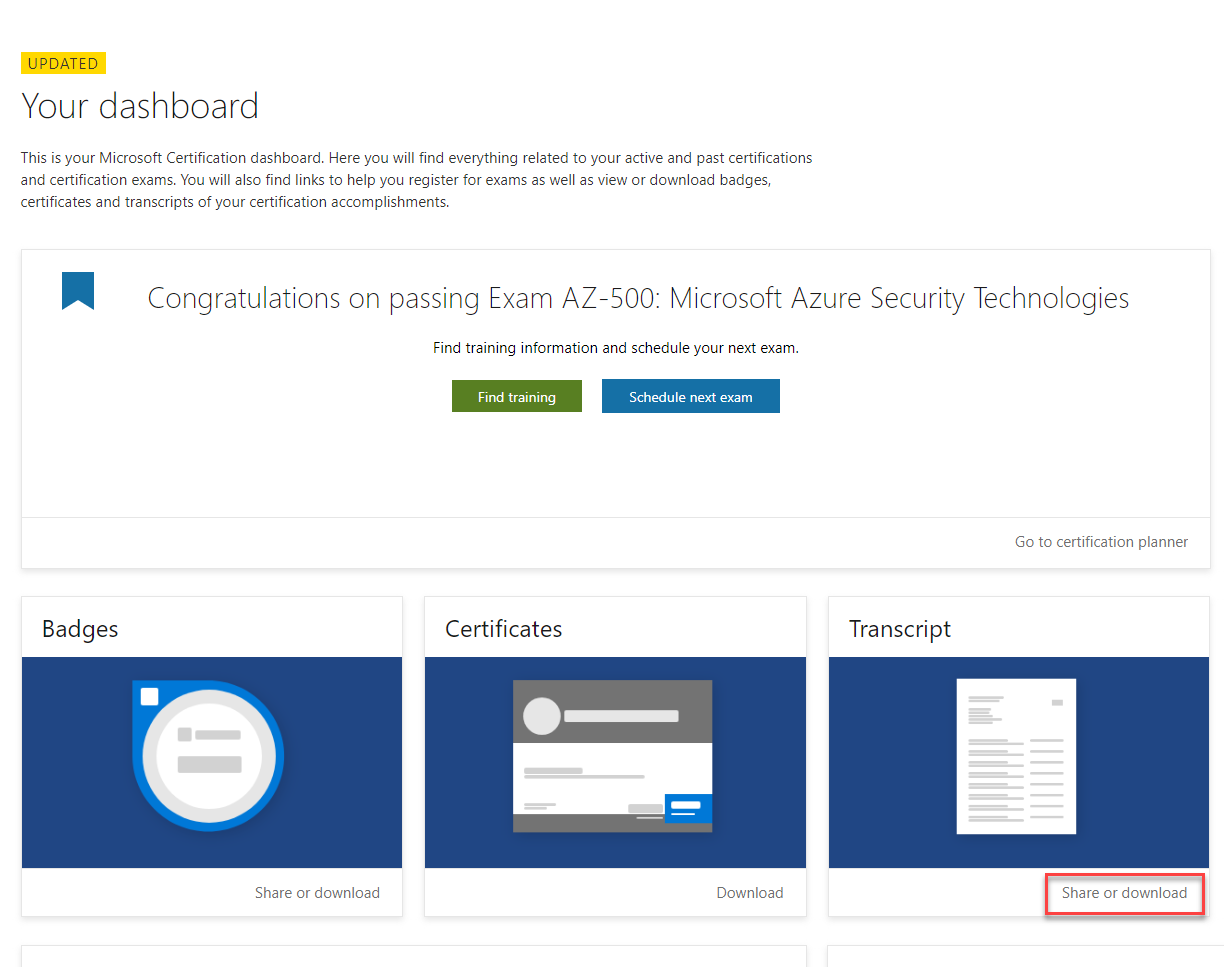 UPDATED
Your dashboard
This is your Microsoft Certification dashboard. Here you will find everything related to your active and past certifications
and certification exams. You will also find links to help you register for exams as well as view or download badges,
certificates and transcripts of your certification accomplishments.
Congratulations on passing Exam AZ-500: Microsoft Azure Security Technologies
Find training information and schedule your next exam.
Find training
Schedule next exam
Go to certification planner
Badges
Certificates
Transcript
Share or download
Download
Share or download